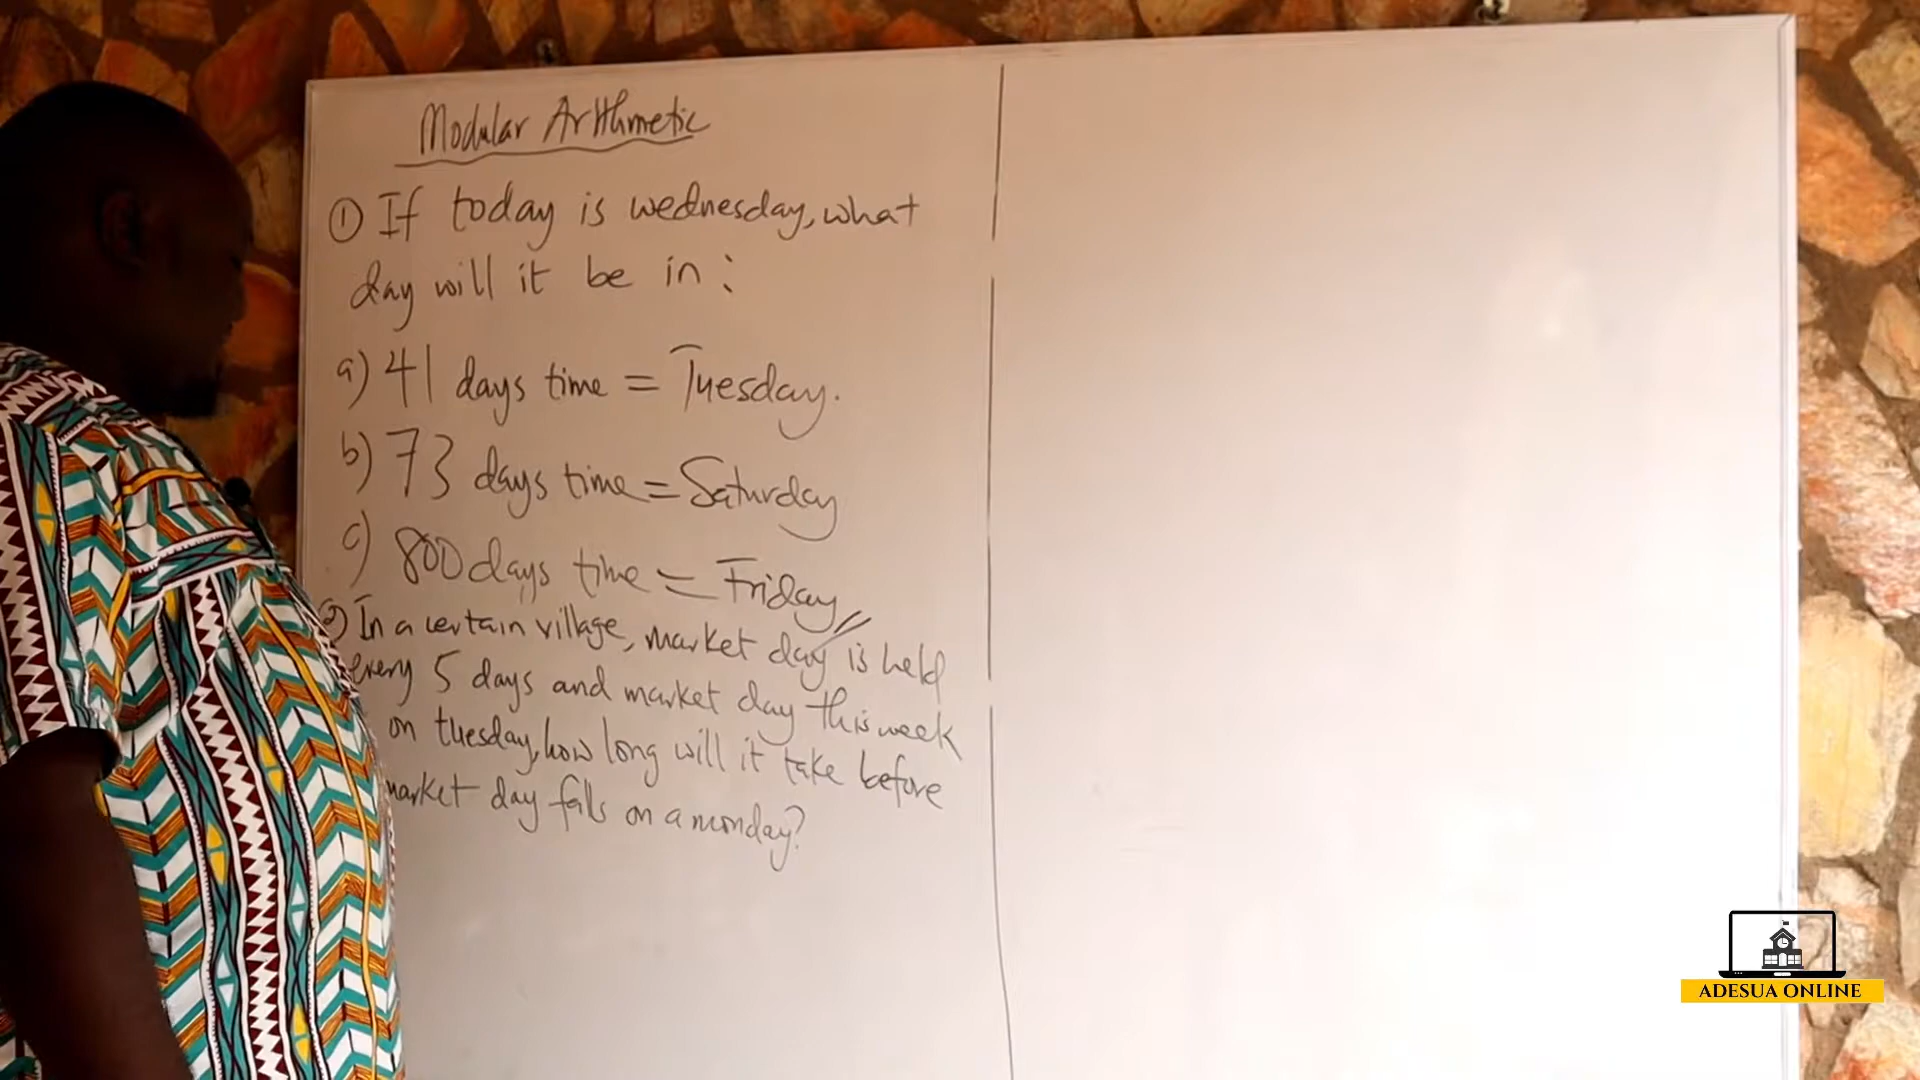 Modular Arithmetic
① If today is wednesday, what
day will it be in :
a) 41 days time = Tuesday.
b) 73 days time = Saturday
c) 800 days time = Friday
② In a certain village, market day is held
every 5 days and market day this week
on tuesday, how long will it take before
market day falls on a monday?
ADESUA ONLINE